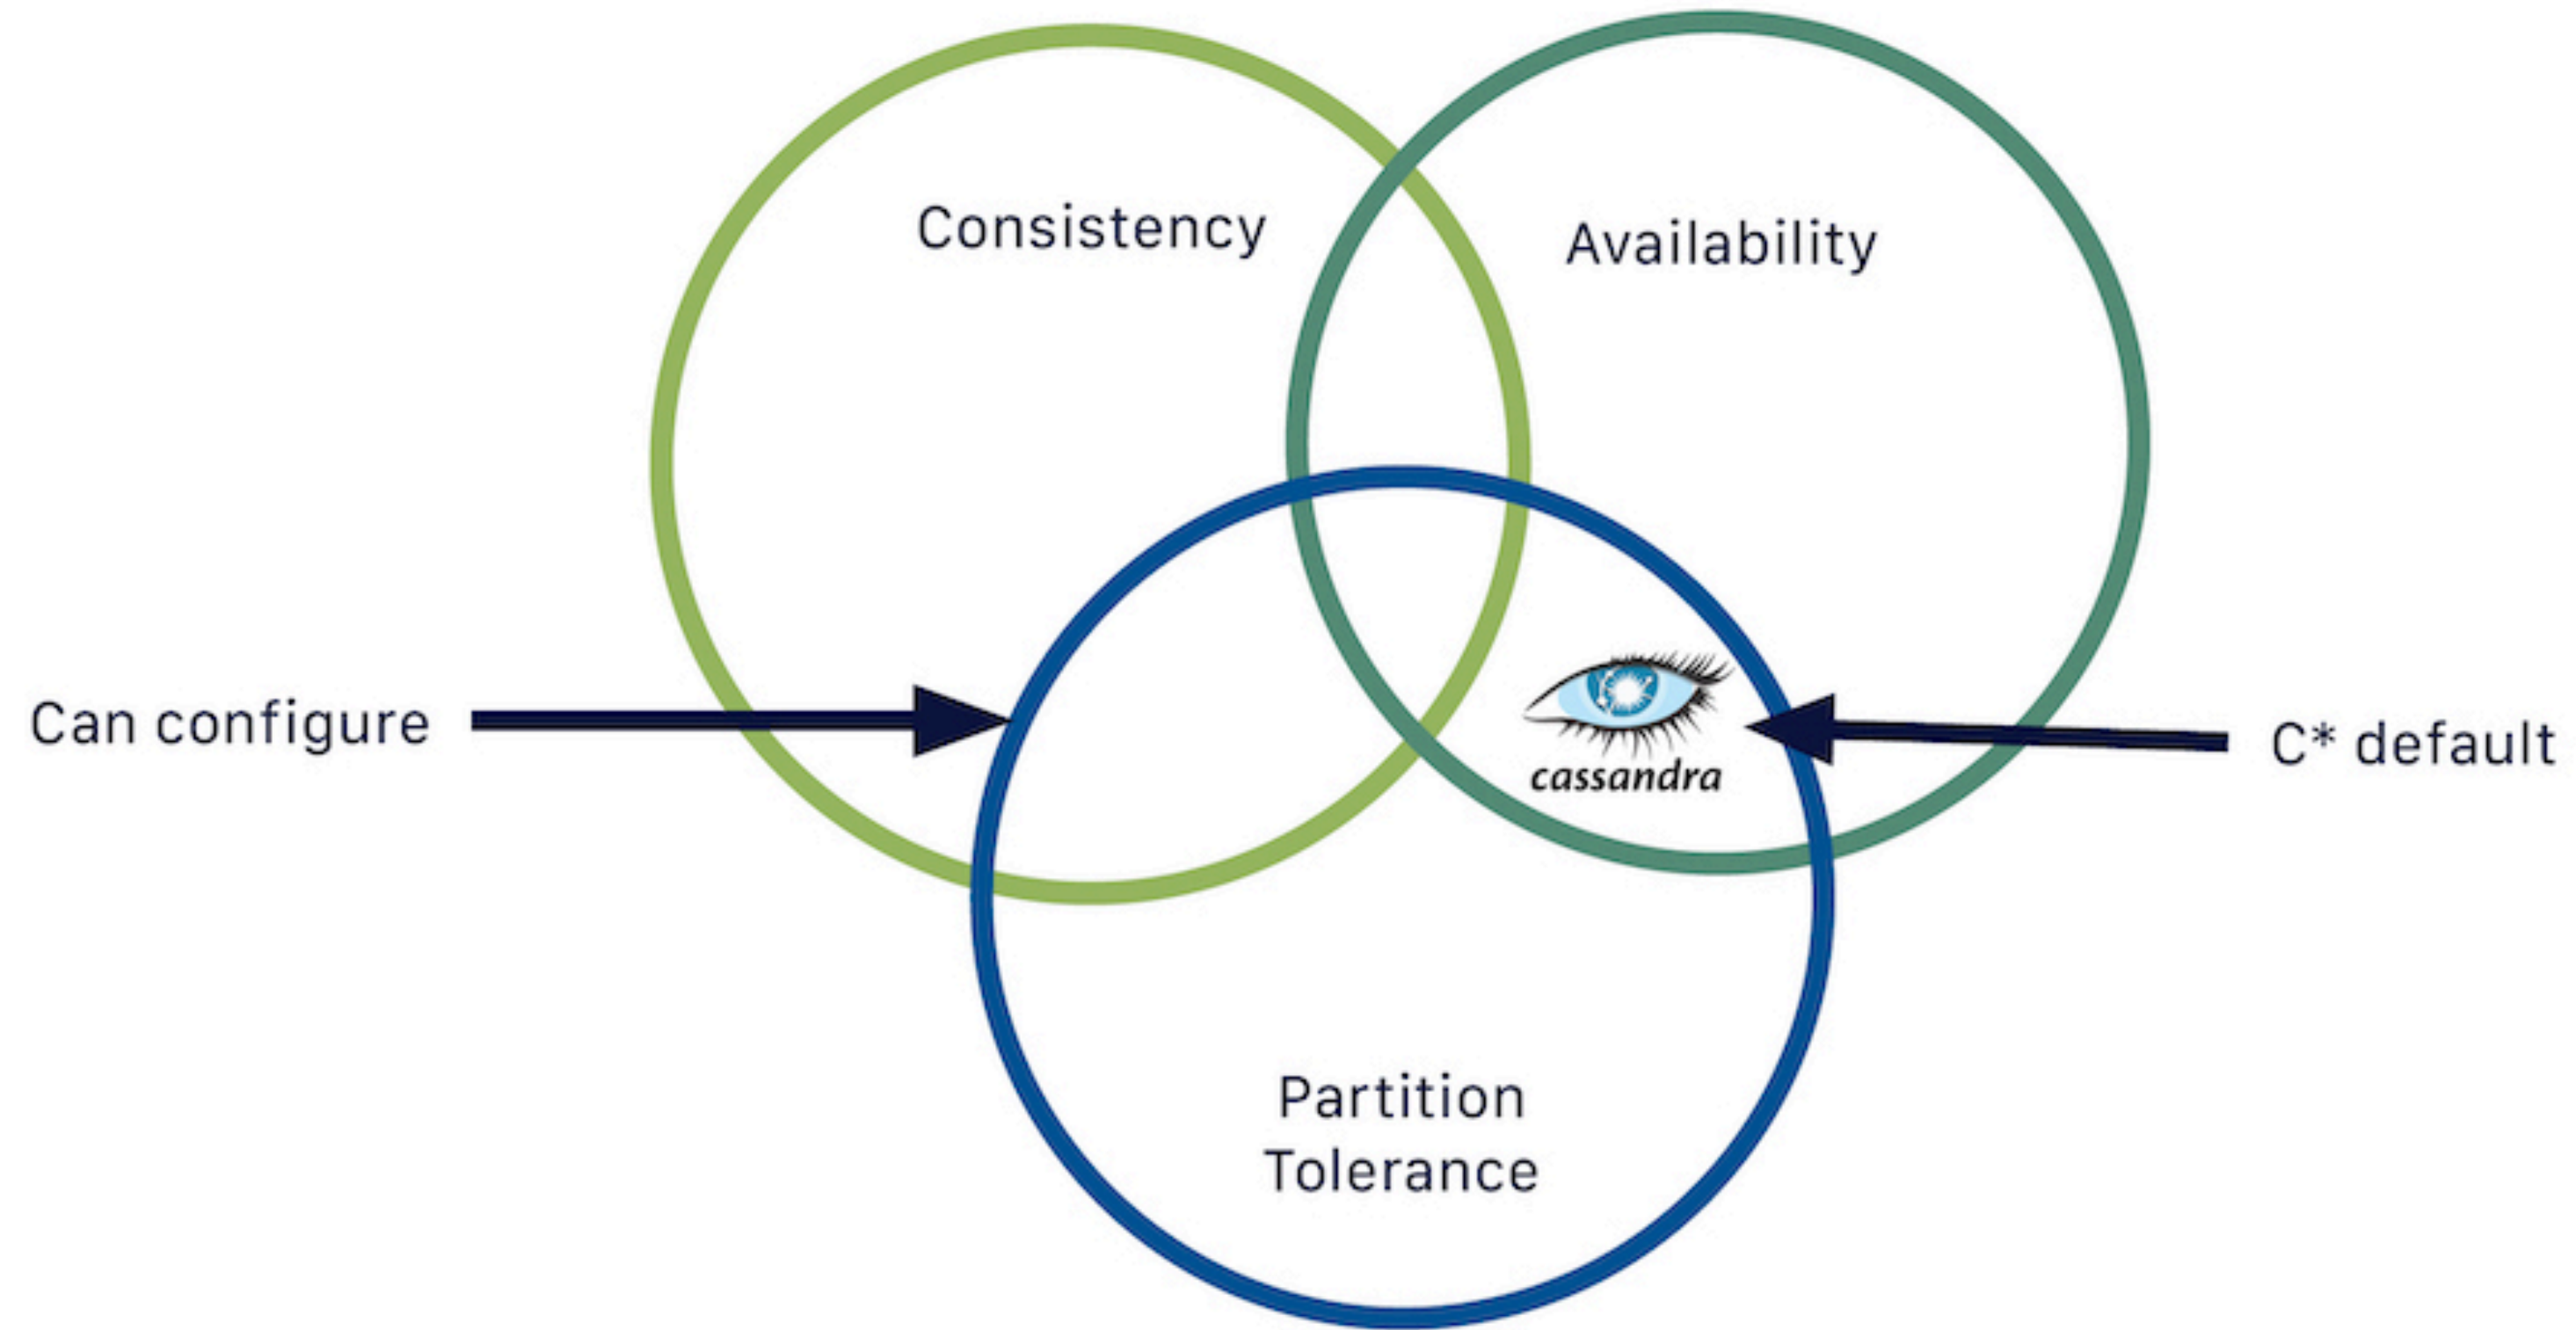 Consistency
Availability
Can configure
C* default
cassandra
Partition
Tolerance